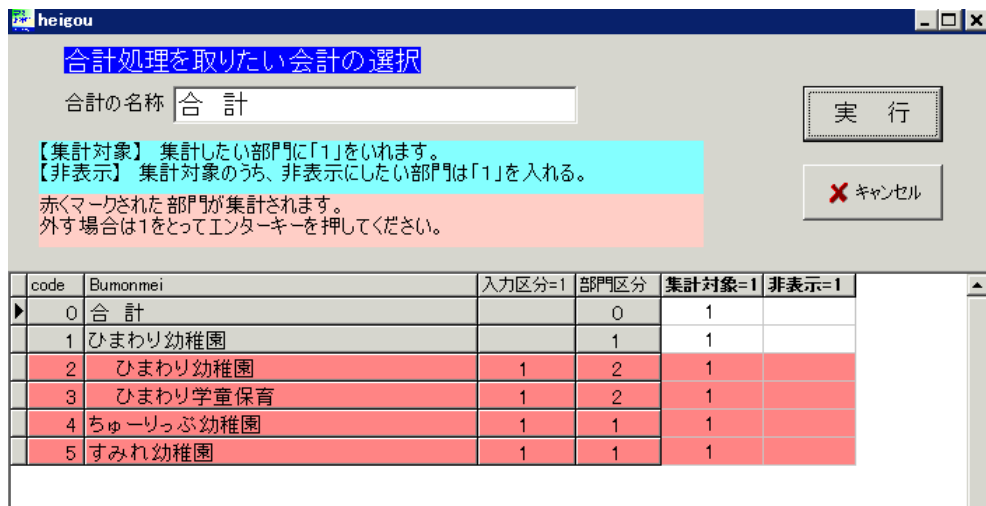 heigou
合計処理を取りたい会計の選択
合計の名称 合　計
実　行
【集計対象】 集計したい部門に「1」をいれます。
【非表示】 集計対象のうち、非表示にしたい部門は「1」を入れる。
キャンセル
赤くマークされた部門が集計されます。
外す場合は1をとってエンターキーを押してください。
code Bumonmei 入力区分=1 部門区分 集計対象=1 非表示=1
0 合 計 0 1
1 ひまわり幼稚園 1 1
2 ひまわり幼稚園 1 2 1
3 ひまわり学童保育 1 2 1
4 ちゅーりっぷ幼稚園 1 1 1
5 すみれ幼稚園 1 1 1